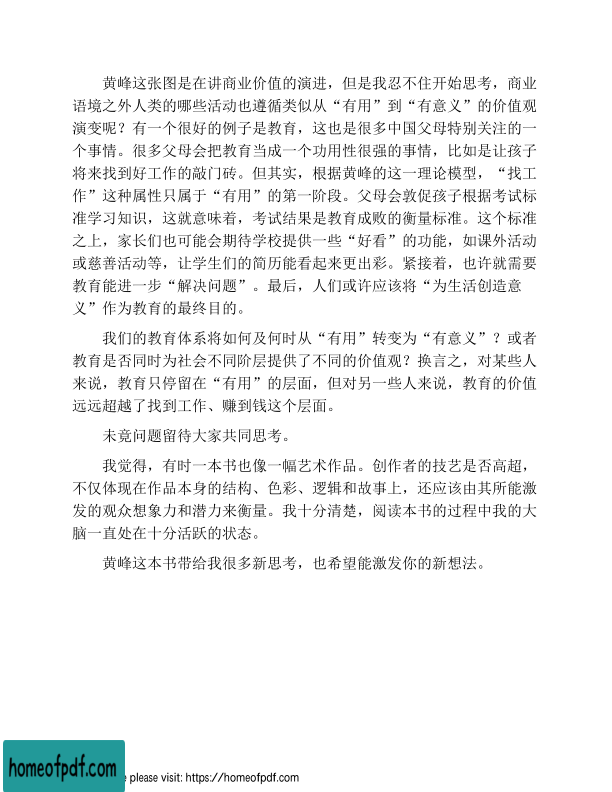 黄峰这张图是在讲商业价值的演进，但是我忍不住开始思考，商业
语境之外人类的哪些活动也遵循类似从“有用”到“有意义”的价值观
演变呢？有一个很好的例子是教育，这也是很多中国父母特别关注的一
个事情。很多父母会把教育当成一个功用性很强的事情，比如是让孩子
将来找到好工作的敲门砖。但其实，根据黄峰的这一理论模型，“找工
作”这种属性只属于“有用”的第一阶段。父母会敦促孩子根据考试标
准学习知识，这就意味着，考试结果是教育成败的衡量标准。这个标准
之上，家长们也可能会期待学校提供一些“好看”的功能，如课外活动
或慈善活动等，让学生们的简历能看起来更出彩。紧接着，也许就需要
教育能进一步“解决问题”。最后，人们或许应该将“为生活创造意
义”作为教育的最终目的。
我们的教育体系将如何及何时从“有用”转变为“有意义”？或者
教育是否同时为社会不同阶层提供了不同的价值观？换言之，对某些人
来说，教育只停留在“有用”的层面，但对另一些人来说，教育的价值
远远超越了找到工作、赚到钱这个层面。
未竟问题留待大家共同思考。
我觉得，有时一本书也像一幅艺术作品。创作者的技艺是否高超，
不仅体现在作品本身的结构、色彩、逻辑和故事上，还应该由其所能激
发的观众想象力和潜力来衡量。我十分清楚，阅读本书的过程中我的大
脑一直处在十分活跃的状态。
黄峰这本书带给我很多新思考，也希望能激发你的新想法。
homeofpdf.com
e please visit: https://homeofpdf.com